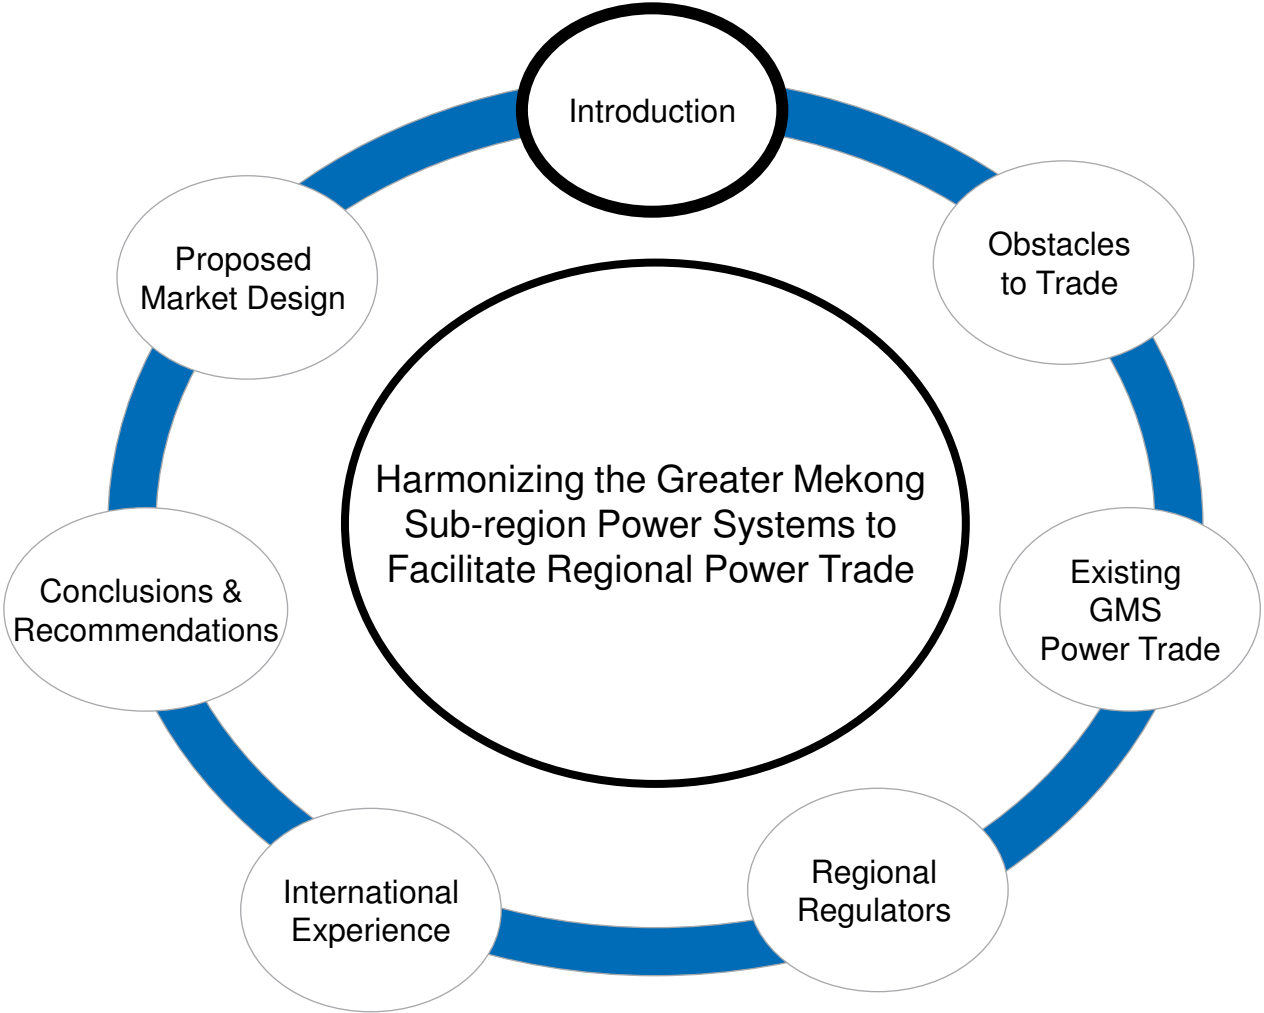 Introduction
Obstacles
to Trade
Proposed
Market Design
Harmonizing the Greater Mekong
Sub-region Power Systems to
Facilitate Regional Power Trade
Existing
GMS
Power Trade
Conclusions &
Recommendations
Regional
Regulators
International
Experience